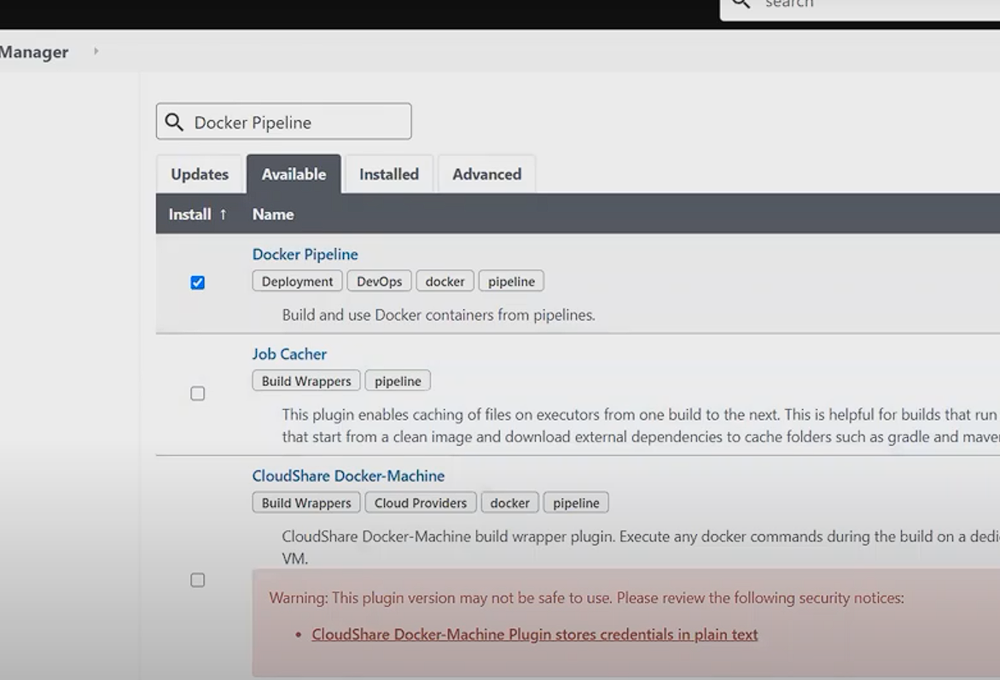 search
Manager
Docker Pipeline
Updates Available Installed Advanced
Install ↑ Name
Docker Pipeline
Deployment DevOps docker pipeline
Build and use Docker containers from pipelines.
Job Cacher
Build Wrappers pipeline
This plugin enables caching of files on executors from one build to the next. This is helpful for builds that run
that start from a clean image and download external dependencies to cache folders such as gradle and
CloudShare Docker-Machine
Build Wrappers Cloud Providers docker pipeline
CloudShare Docker-Machine build wrapper plugin. Execute any docker commands during the build on a
VM.
Warning: This plugin version may not be safe to use. Please review the following security notices:
• CloudShare Docker-Machine Plugin stores credentials in plain text